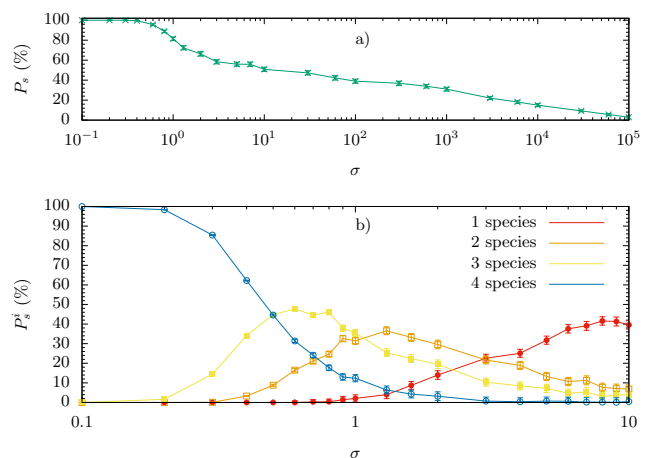 100
80
60
40
20
0
P_s (%)
a)
10^−1 10^0 10^1 10^2 10^3 10^4 10^5
σ
100
90
80
70
60
50
40
30
20
10
0
P_s^i (%)
b)
1 species
2 species
3 species
4 species
0.1 1 10
σ